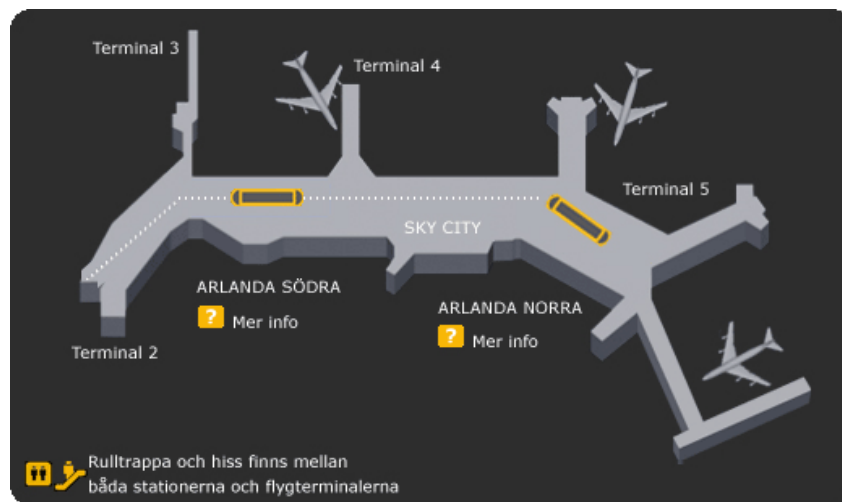 Terminal 3
Terminal 4
Terminal 5
SKY CITY
ARLANDA SÖDRA
? Mer info
ARLANDA NORRA
? Mer info
Terminal 2
Rulltrappa och hiss finns mellan
båda stationerna och flygterminalerna